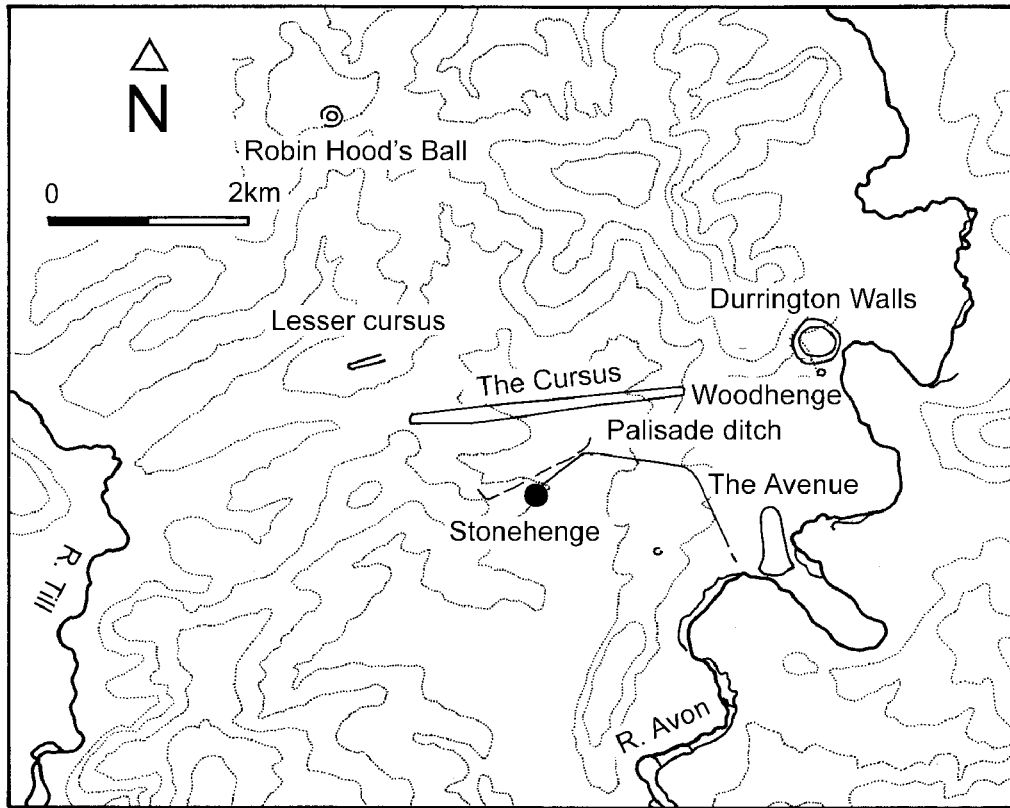 N
Robin Hood's Ball
0 2km
Durrington Walls
Lesser cursus
The Cursus
Woodhenge
Palisade ditch
The Avenue
Stonehenge
R. Till
R. Avon